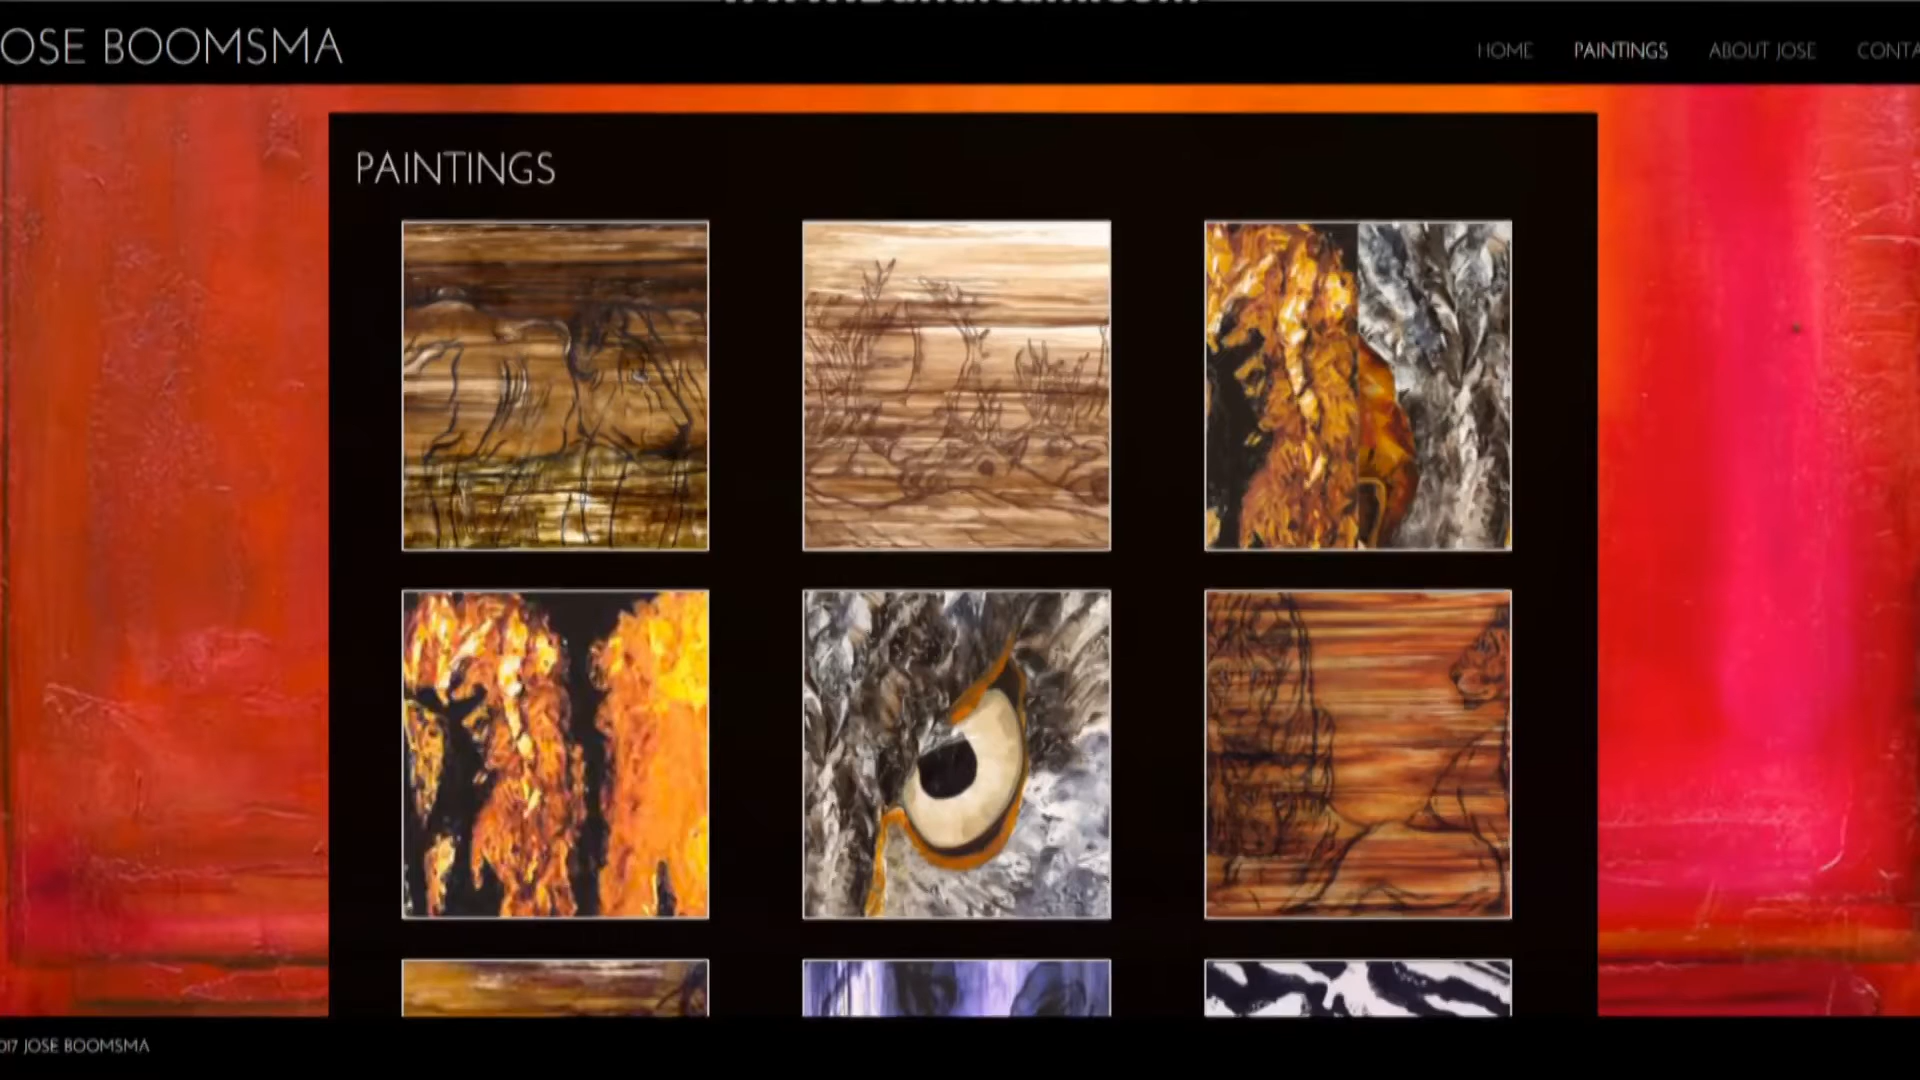 OSE BOOMSMA
HOME PAINTINGS ABOUT JOSE CONTA
PAINTINGS
017 JOSE BOOMSMA